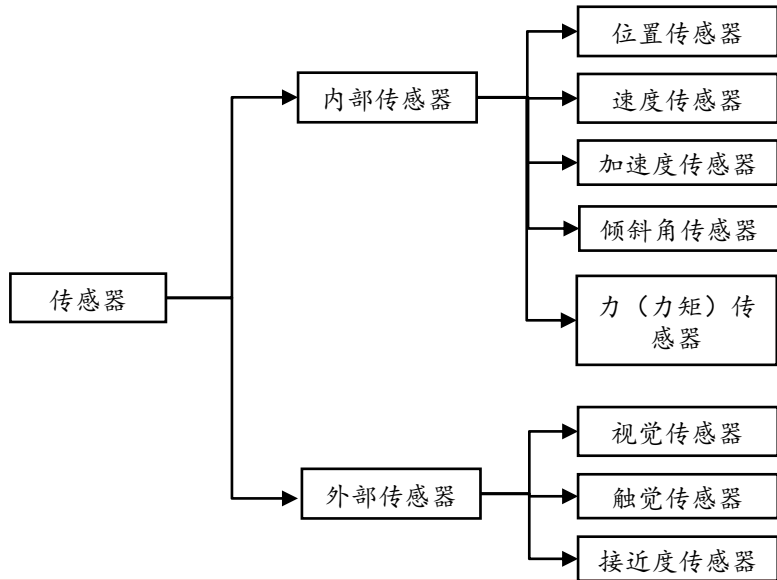 位置传感器
内部传感器
速度传感器
加速度传感器
倾斜角传感器
传感器
力（力矩）传
感器
视觉传感器
外部传感器
触觉传感器
接近度传感器